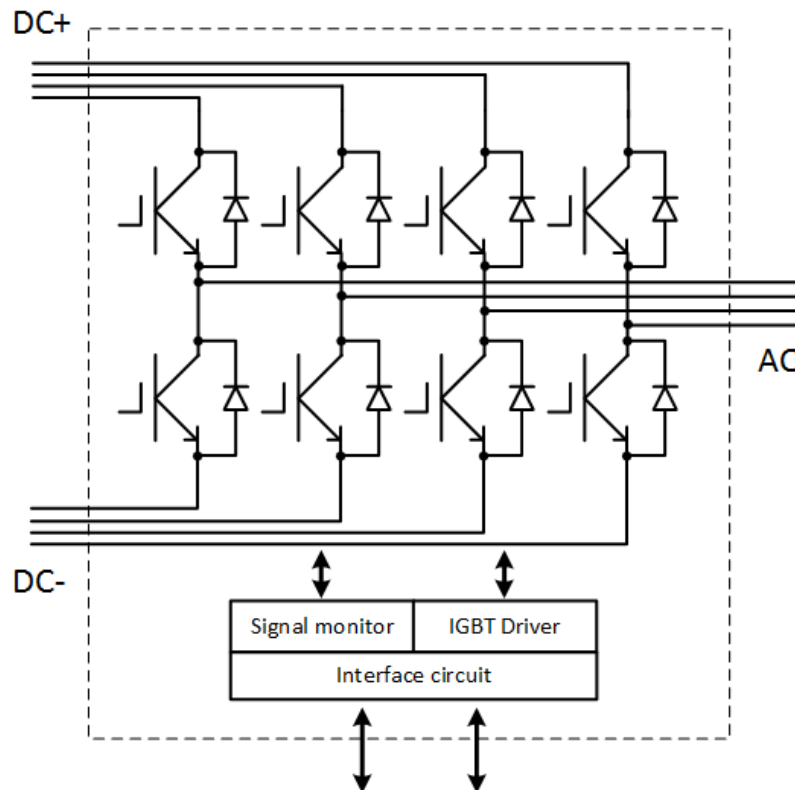 DC+
AC
DC-
Signal monitor
IGBT Driver
Interface circuit